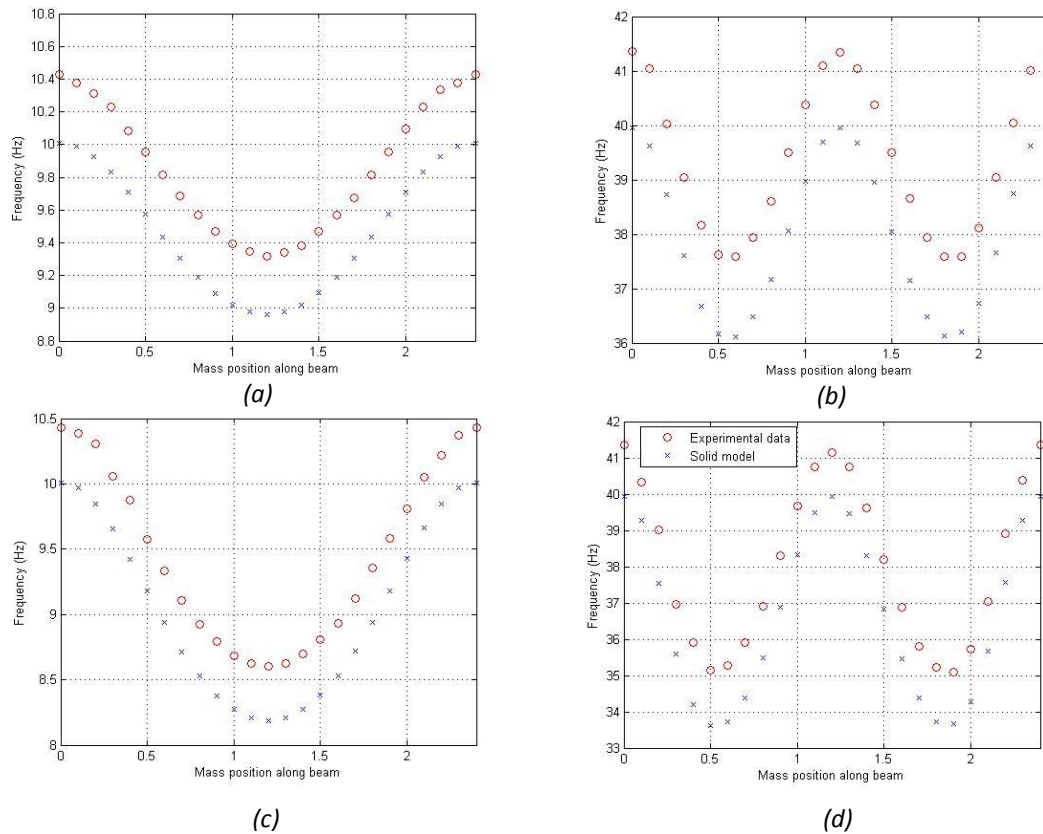 10.8
10.6
10.4
10.2
10
9.8
9.6
9.4
9.2
9
8.8
0 0.5 1 1.5 2
Frequency (Hz)
Mass position along beam
(a)
42
41
40
39
38
37
36
0 0.5 1 1.5 2
Frequency (Hz)
Mass position along beam
(b)
10.5
10
9.5
9
8.5
8
0 0.5 1 1.5 2
Frequency (Hz)
Mass position along beam
(c)
42
41
40
39
38
37
36
35
34
33
0 0.5 1 1.5 2
Frequency (Hz)
Experimental data
Solid model
Mass position along beam
(d)